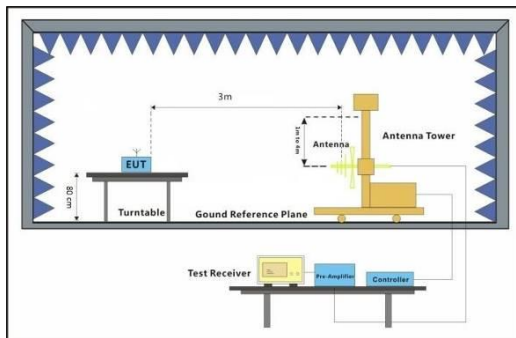 3m
1m to 4m
Antenna Tower
Antenna
EUT
80 cm
Turntable
Gound Reference Plane
Test Receiver
Pre-Amplifier
Controller